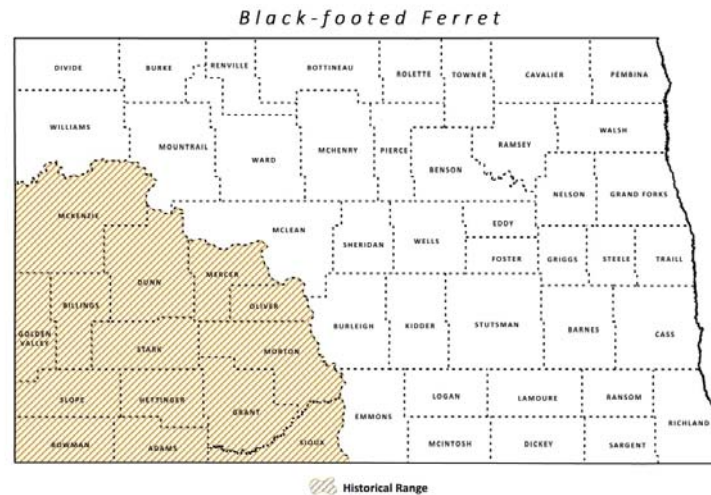 Black-footed Ferret
DIVIDE BURKE RENVILLE BOTTINEAU ROLETTE TOWNER CAVALIER PEMBINA
WILLIAMS MOUNTRAIL WARD MCHENRY PIERCE BENSON RAMSEY WALSH
NELSON GRAND FORKS
MCKENZIE MCLEAN SHERIDAN WELLS EDDY
FOSTER GRIGGS STEELE TRAILL
DUNN MERCER
BILLINGS OLIVER
GOLDEN
VALLEY
STARK MORTON BURLEIGH KIDDER STUTSMAN BARNES CASS
SLOPE HETTINGER GRANT EMMONS LOGAN LAMOURE RANSOM RICHLAND
BOWMAN ADAMS SIOUX MCINTOSH DICKEY SARGENT
Historical Range